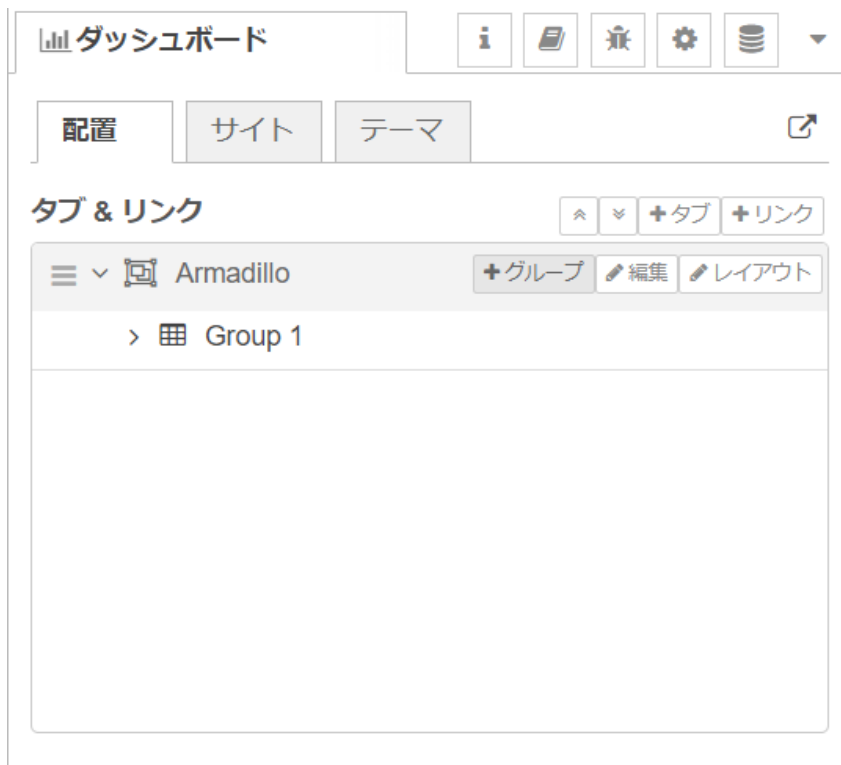 ダッシュボード
配置 サイト テーマ
タブ & リンク +タブ +リンク
Armadillo +グループ 編集 レイアウト
Group 1